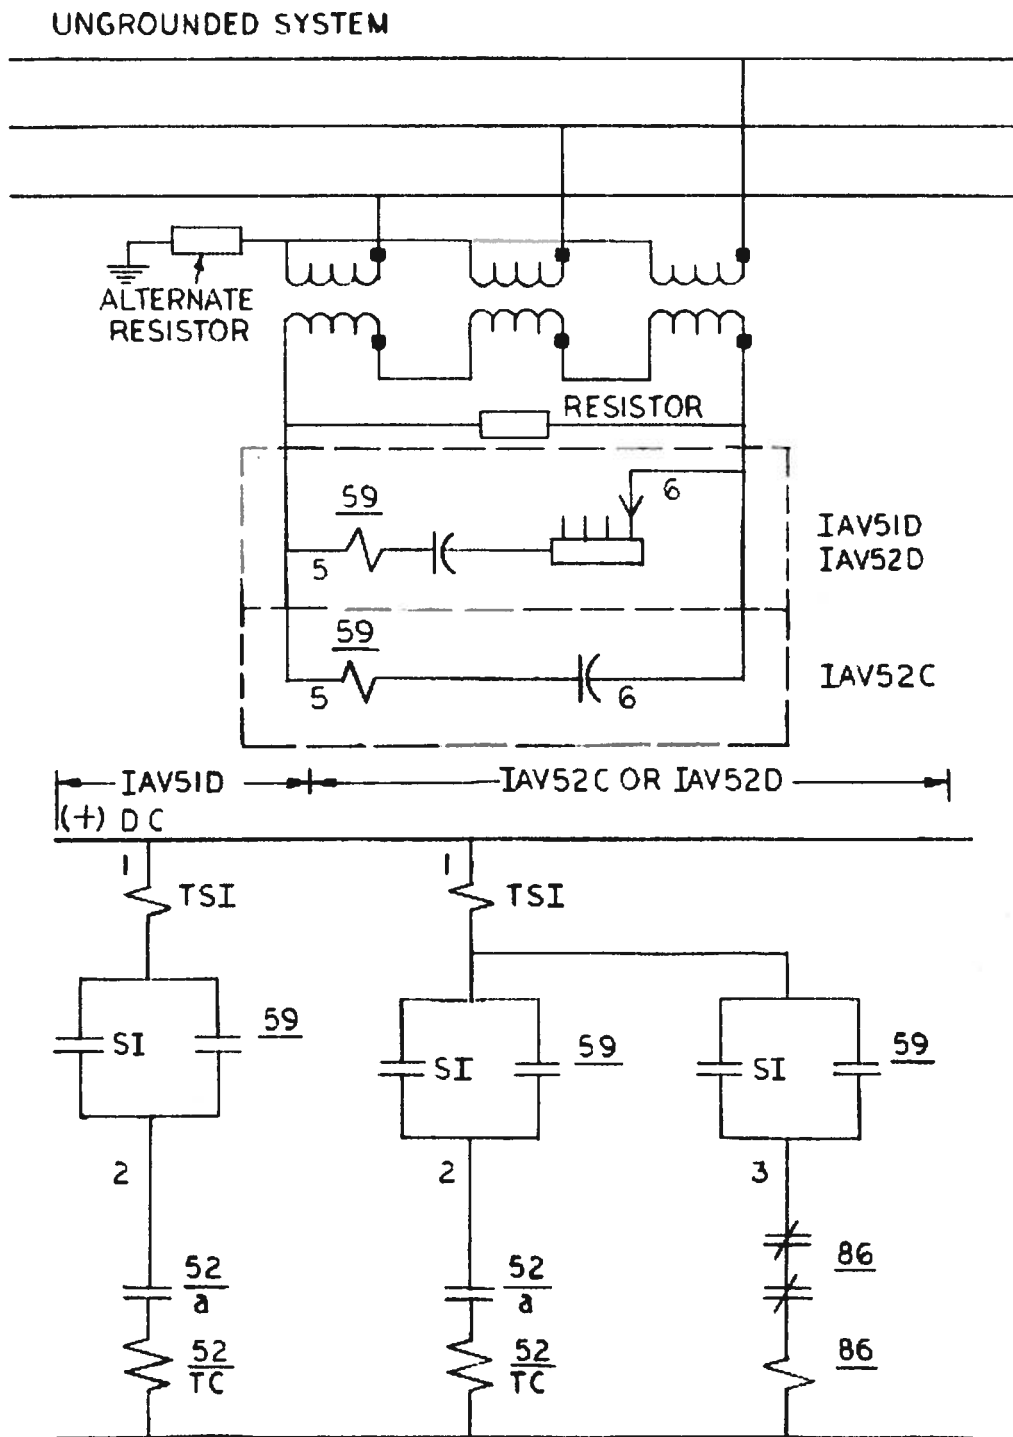 UNGROUNDED SYSTEM
ALTERNATE
RESISTOR
RESISTOR
59
6
5
IAV51D
IAV52D
59
5
6
IAV52C
IAV51D
IAV52C OR IAV52D
(+) DC
1
TSI
1
TSI
SI
59
SI
59
SI
59
2
2
3
52
a
52
a
86
52
TC
52
TC
86